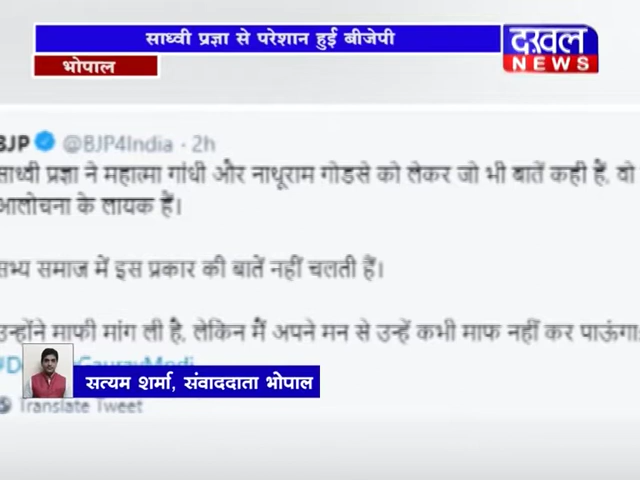 साध्वी प्रज्ञा से परेशान हुई बीजेपी
दखल
NEWS
भोपाल
BJP @BJP4India · 2h
साध्वी प्रज्ञा ने महात्मा गांधी और नाथूराम गोडसे को लेकर जो भी बातें कही हैं, वो
आलोचना के लायक हैं।
सभ्य समाज में इस प्रकार की बातें नहीं चलती हैं।
उन्होंने माफी मांग ली है, लेकिन मैं अपने मन से उन्हें कभी माफ नहीं कर पाऊंगा:
सत्यम शर्मा, संवाददाता भोपाल
Translate Tweet